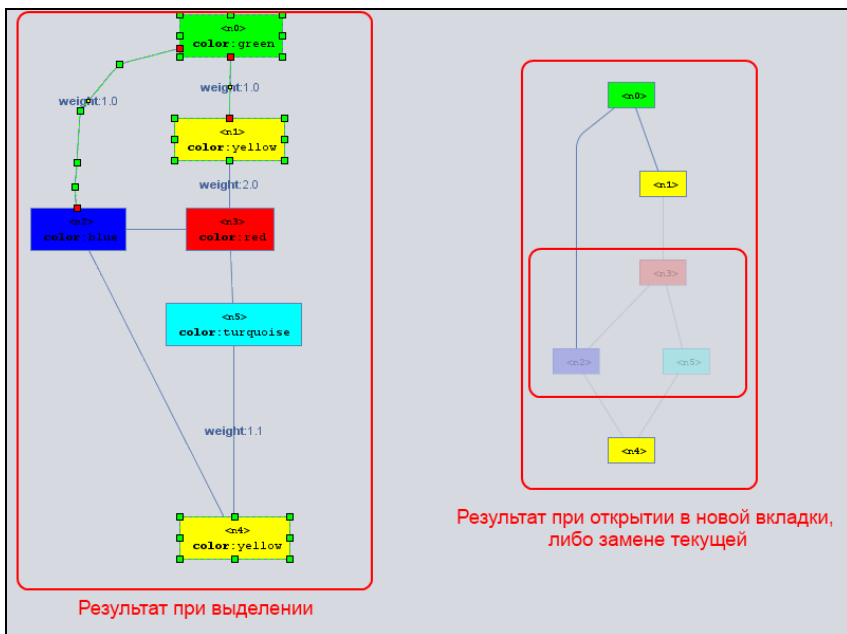 <n0>
color:green
weight:1.0
weight:1.0
<n1>
color:yellow
weight:2.0
<n2>
color:blue
<n3>
color:red
<n5>
color:turquoise
weight:1.1
<n4>
color:yellow
Результат при выделении
<n0>
<n1>
<n3>
<n2>
<n5>
<n4>
Результат при открытии в новой вкладки,
либо замене текущей